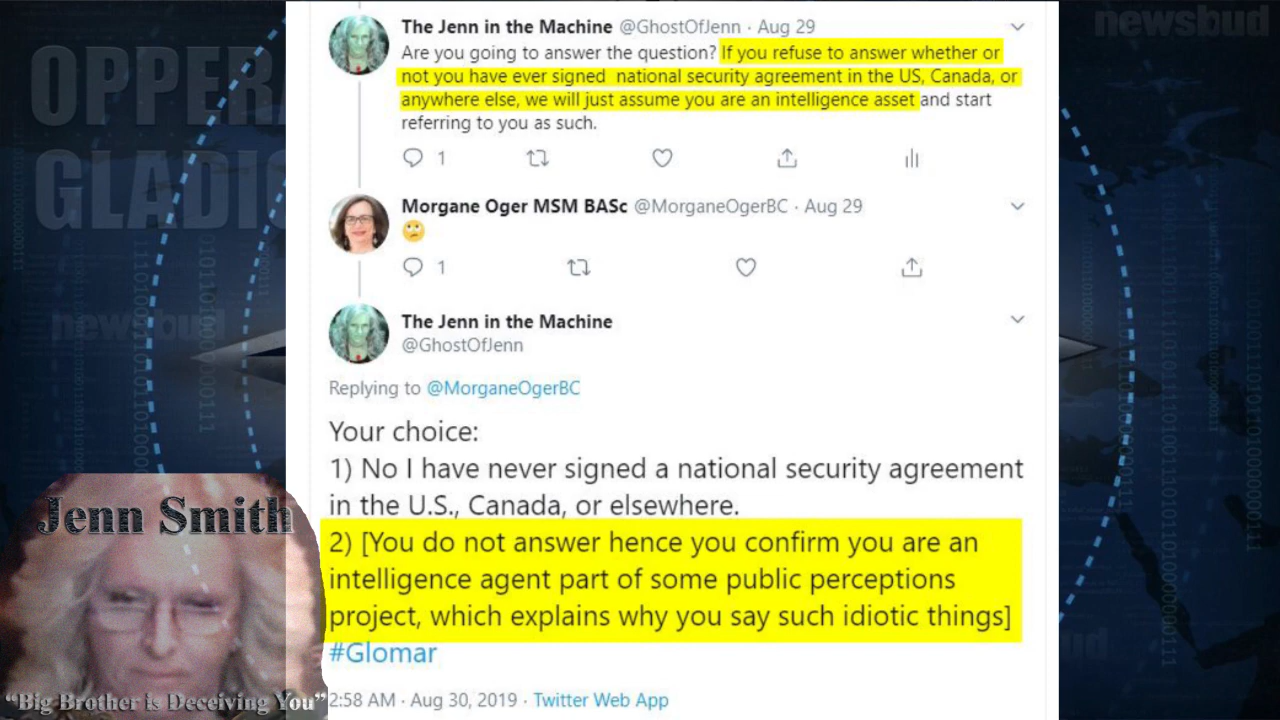 newsbud
The Jenn in the Machine @GhostOfJenn · Aug 29
Are you going to answer the question? If you refuse to answer whether or
not you have ever signed national security agreement in the US, Canada, or
anywhere else, we will just assume you are an intelligence asset and start
referring to you as such.
1
Morgane Oger MSM BASc @MorganeOgerBC · Aug 29
🙄
1
The Jenn in the Machine
@GhostOfJenn
Replying to @MorganeOgerBC
Your choice:
1) No I have never signed a national security agreement
in the U.S., Canada, or elsewhere.
2) [You do not answer hence you confirm you are an
intelligence agent part of some public perceptions
project, which explains why you say such idiotic things]
#Glomar
2:58 AM · Aug 30, 2019 · Twitter Web App
OPPER
GLADI
newsbud
Jenn Smith
“Big Brother is Deceiving You”